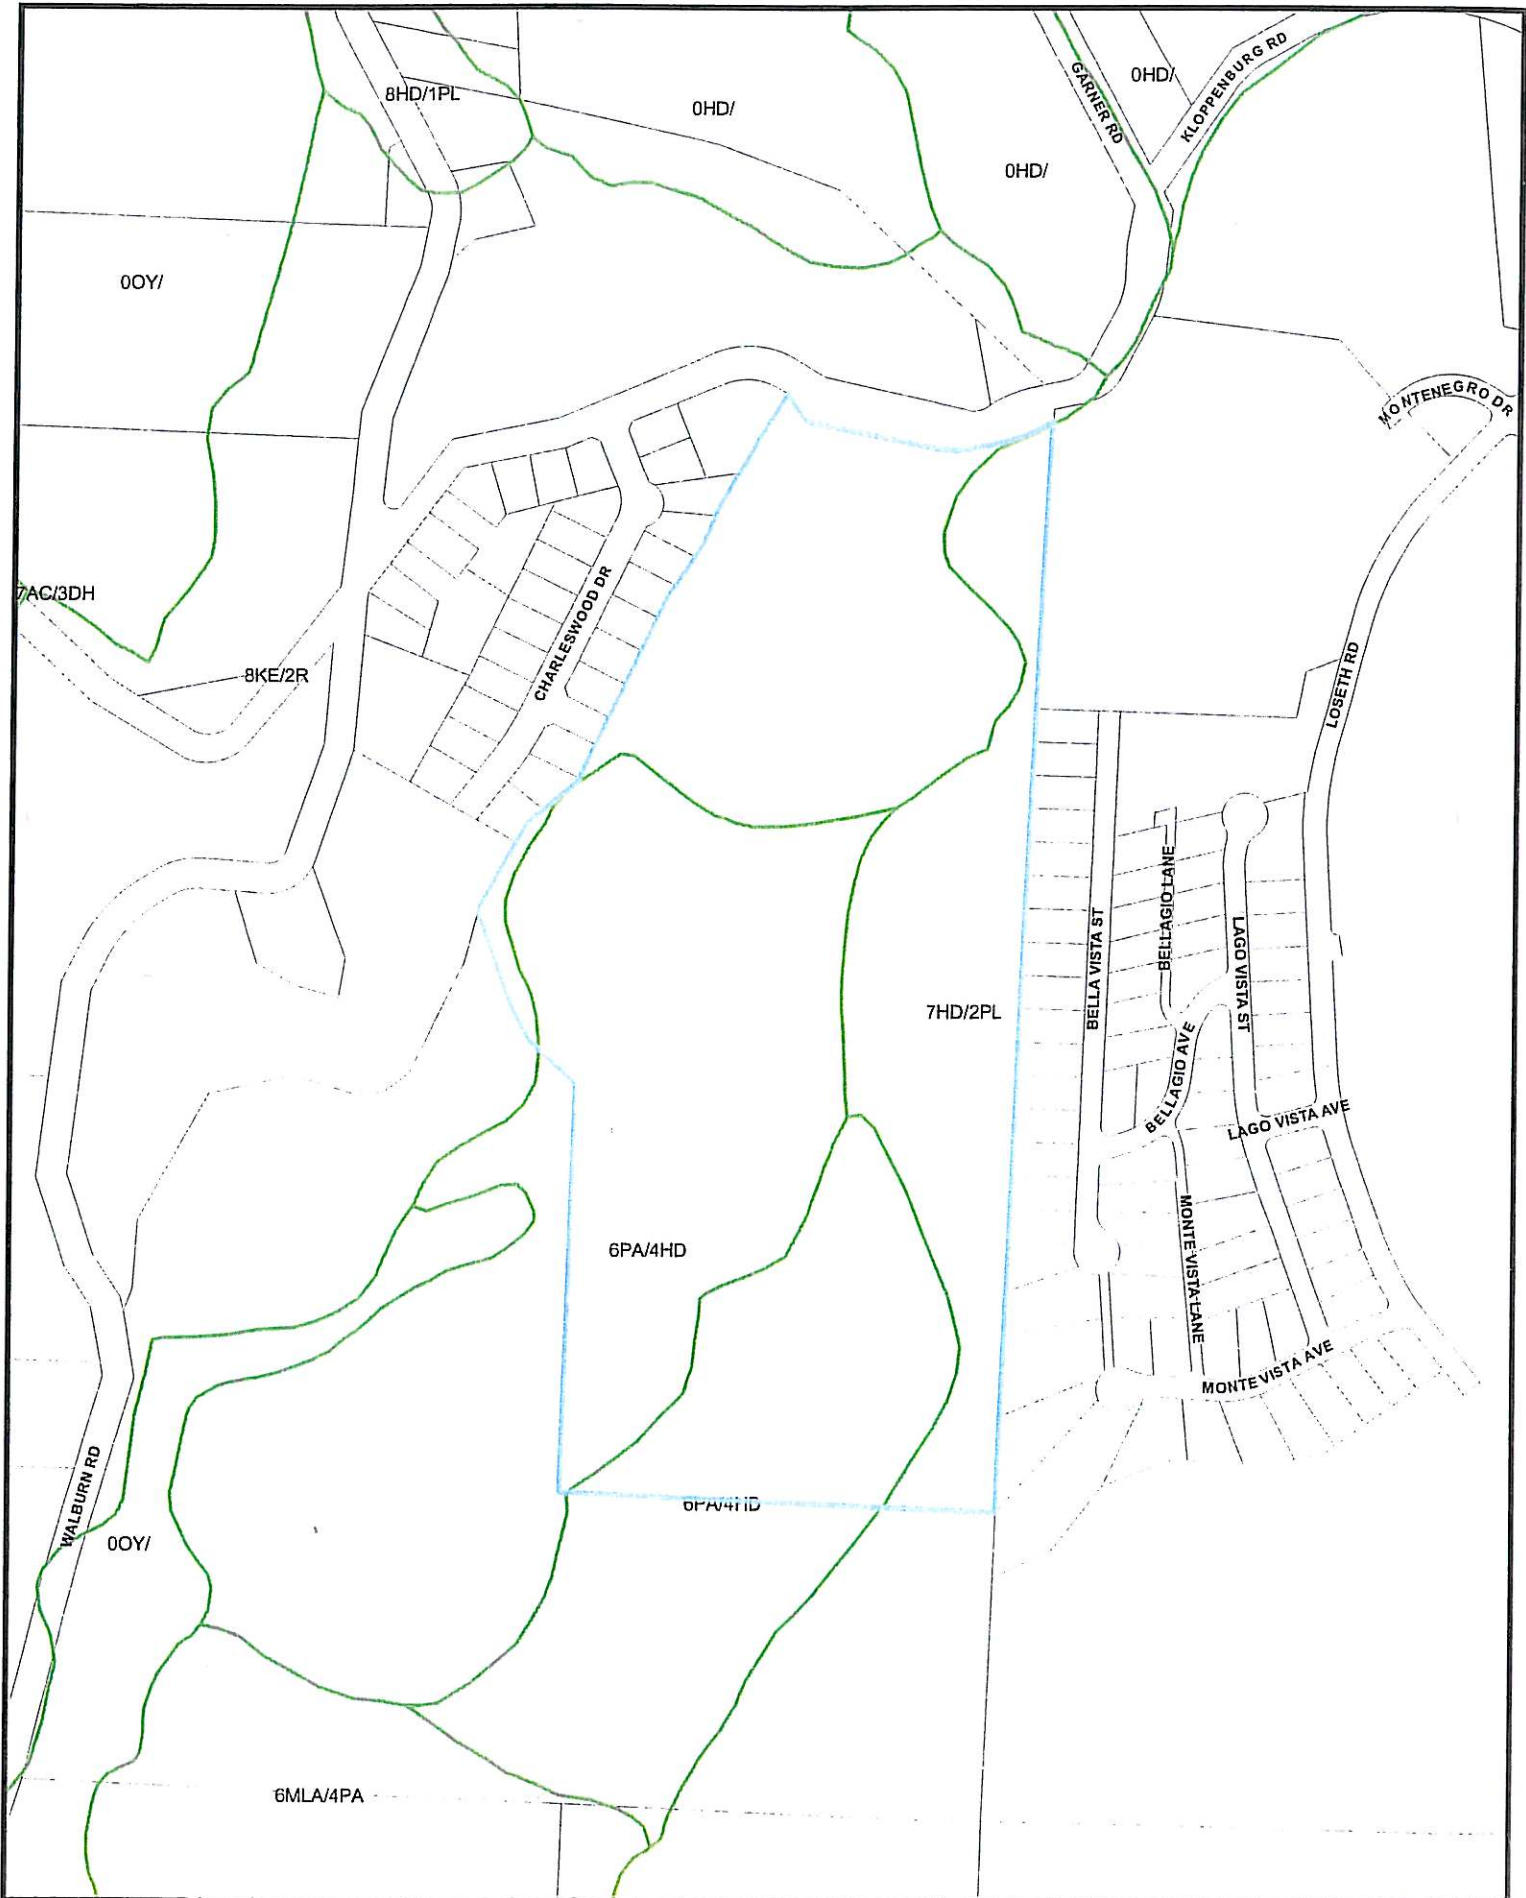 8HD/1PL
0HD/
0HD/
0HD/
GARNER RD
KLOPPENBURG RD
0OY/
MONTENEGRO DR
7AC/3DH
8KE/2R
CHARLESWOOD DR
LOSETH RD
BELLA VISTA ST
BELLAGIO LANE
LAGO VISTA ST
7HD/2PL
BELLAGIO AVE
LAGO VISTA AVE
6PA/4HD
MONTE VISTA LANE
MONTE VISTA AVE
WALBURN RD
6PA/4HD
0OY/
6MLA/4PA